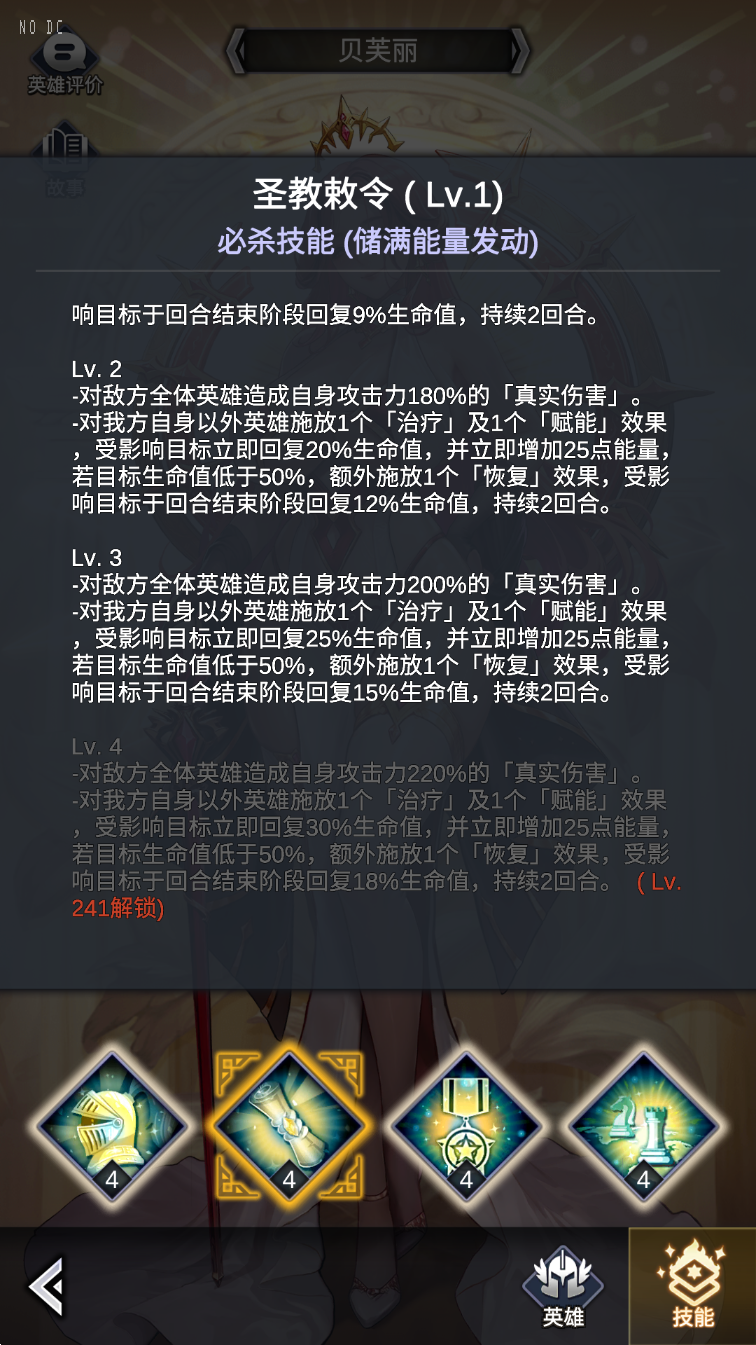 NO DC
贝芙丽
英雄评价
故事
圣教敕令 ( Lv.1)
必杀技能 (储满能量发动)
响目标于回合结束阶段回复9%生命值，持续2回合。
Lv. 2
-对敌方全体英雄造成自身攻击力180%的「真实伤害」。
-对我方自身以外英雄施放1个「治疗」及1个「赋能」效果
，受影响目标立即回复20%生命值，并立即增加25点能量，
若目标生命值低于50%，额外施放1个「恢复」效果，受影
响目标于回合结束阶段回复12%生命值，持续2回合。
Lv. 3
-对敌方全体英雄造成自身攻击力200%的「真实伤害」。
-对我方自身以外英雄施放1个「治疗」及1个「赋能」效果
，受影响目标立即回复25%生命值，并立即增加25点能量，
若目标生命值低于50%，额外施放1个「恢复」效果，受影
响目标于回合结束阶段回复15%生命值，持续2回合。
Lv. 4
-对敌方全体英雄造成自身攻击力220%的「真实伤害」。
-对我方自身以外英雄施放1个「治疗」及1个「赋能」效果
，受影响目标立即回复30%生命值，并立即增加25点能量，
若目标生命值低于50%，额外施放1个「恢复」效果，受影
响目标于回合结束阶段回复18%生命值，持续2回合。 ( Lv.
241解锁)
4 4 4 4
英雄 技能